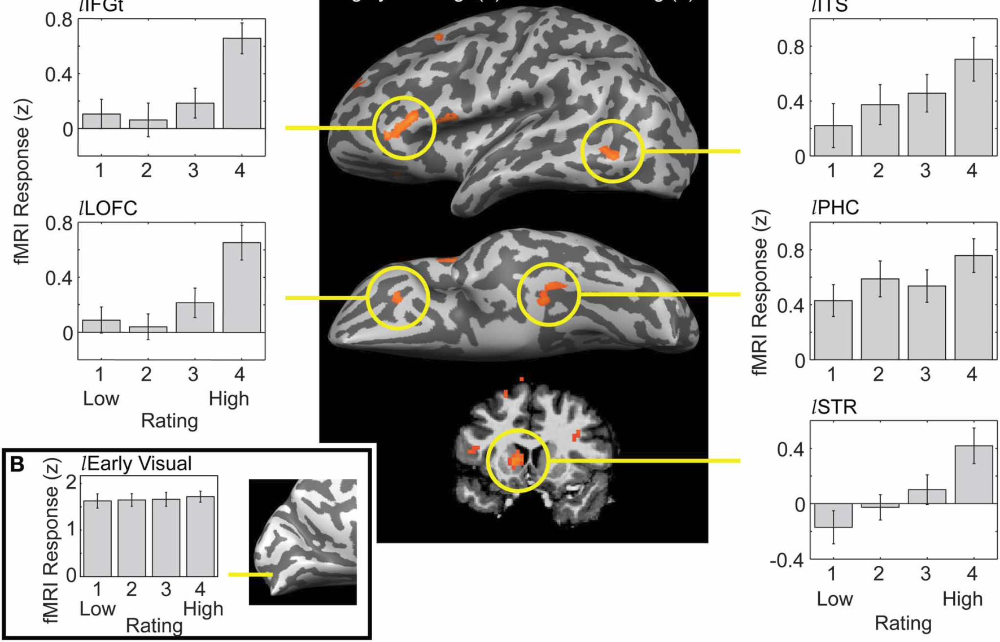 lIFGt
0.8
0.4
0
1 2 3 4
fMRI Response (z)
lLOFC
0.8
0.4
0
1 2 3 4
Low High
Rating
lITS
0.8
0.4
0
1 2 3 4
lPHC
0.8
0.4
0
1 2 3 4
fMRI Response (z)
lSTR
0.4
0
-0.4
1 2 3 4
Low High
Rating
B
lEarly Visual
fMRI Response (z)
2
1
0
1 2 3 4
Low High
Rating